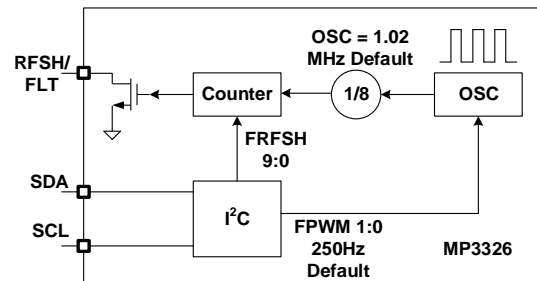 OSC = 1.02
MHz Default
RFSH/
FLT
Counter
1/8
OSC
FRFSH
9:0
SDA
I²C
SCL
FPWM 1:0
250Hz
Default
MP3326